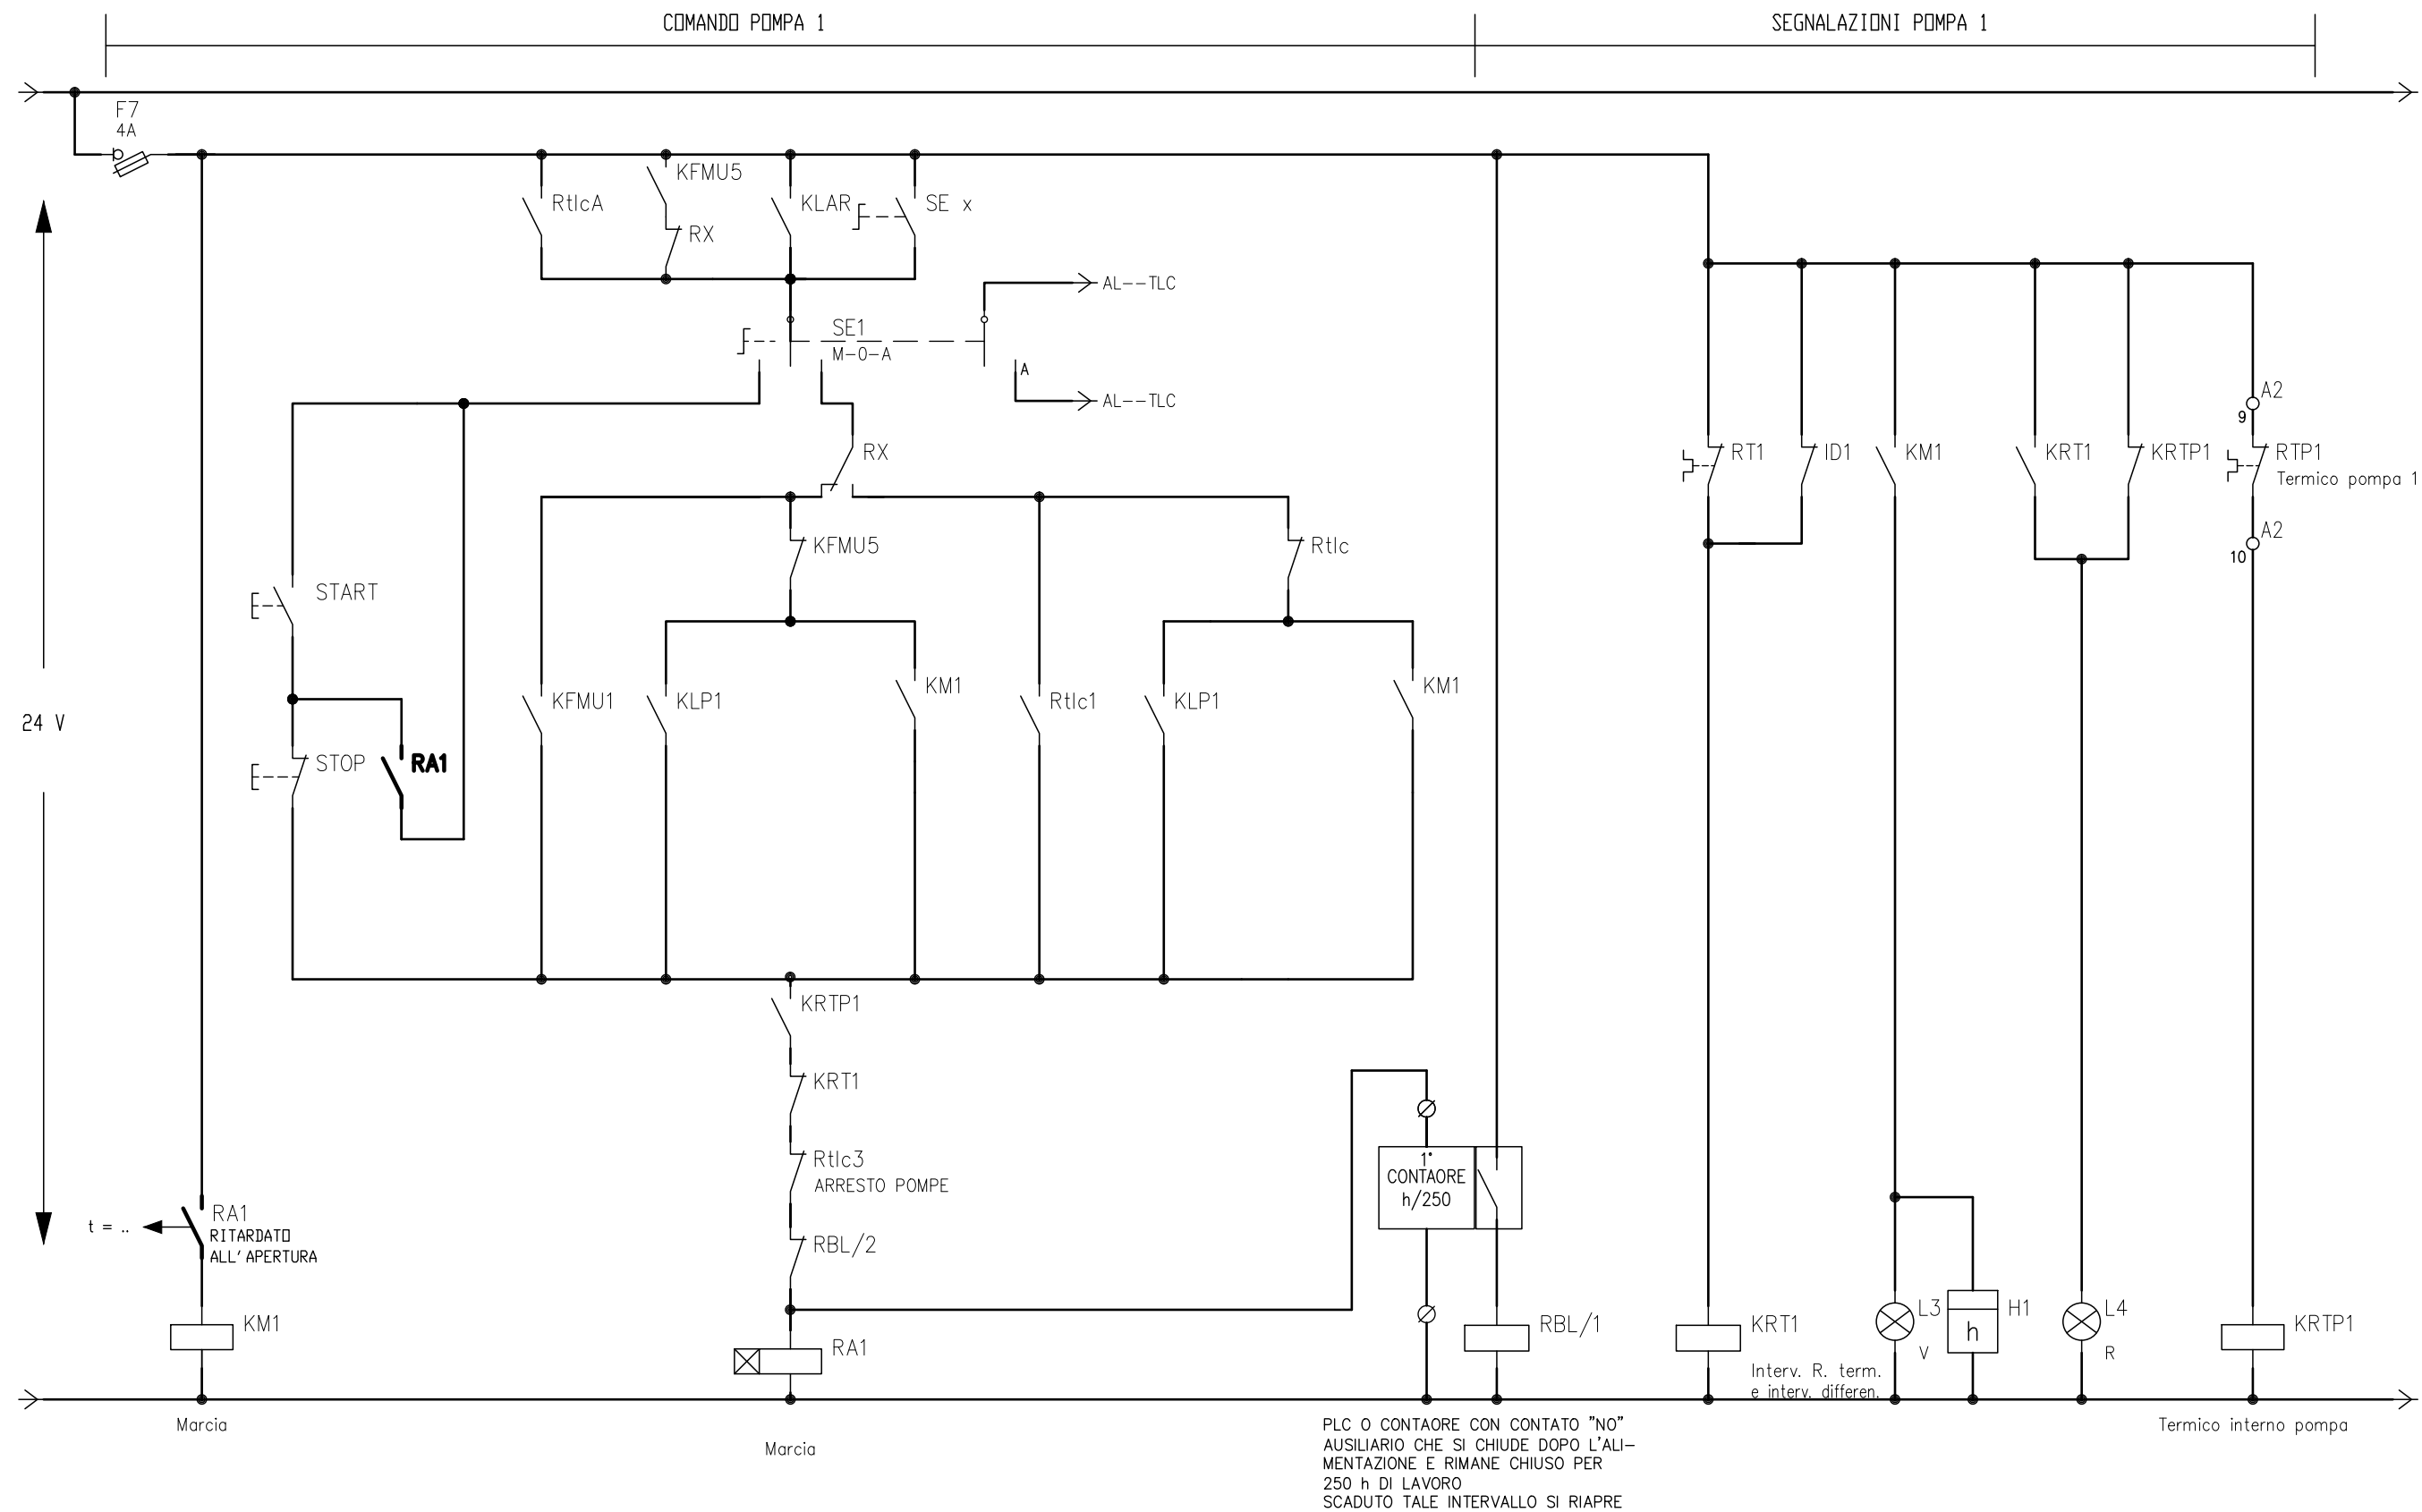 COMANDO POMPA 1
SEGNALAZIONI POMPA 1
F7
4A
KFMU5
RtlcA
KLAR
SE x
RX
AL--TLC
SE1
M-0-A
A
AL--TLC
A2
9
RX
RT1
ID1
KM1
KRT1
KRTP1
RTP1
Termico pompa 1
KFMU5
Rtlc
A2
10
START
KFMU1
KLP1
KM1
Rtlc1
KLP1
KM1
24 V
STOP
RA1
KRTP1
KRT1
Rtlc3
ARRESTO POMPE
1°
CONTAORE
h/250
RA1
t = ..
RITARDATO
ALL'APERTURA
RBL/2
KM1
RA1
RBL/1
KRT1
L3
H1
L4
KRTP1
h
V
R
Interv. R. term.
e interv. differen.
Marcia
Marcia
Termico interno pompa
PLC O CONTAORE CON CONTATO "NO"
AUSILIARIO CHE SI CHIUDE DOPO L'ALI-
MENTAZIONE E RIMANE CHIUSO PER
250 h DI LAVORO
SCADUTO TALE INTERVALLO SI RIAPRE